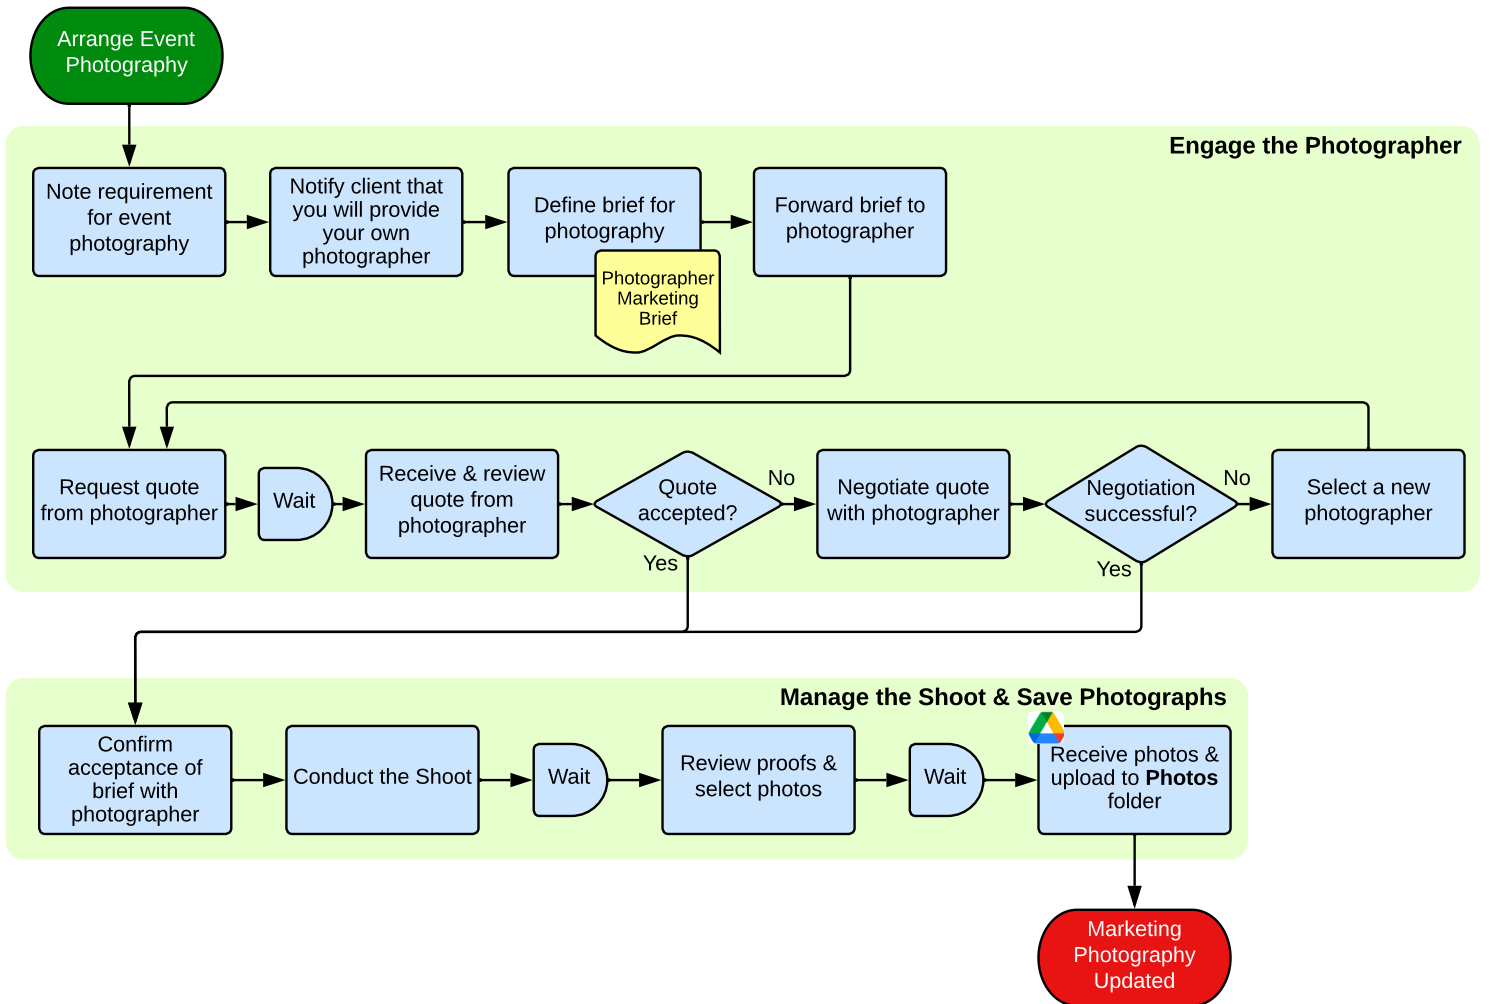 Arrange Event
Photography
Engage the Photographer
Note requirement
for event
photography
Notify client that
you will provide
your own
photographer
Define brief for
photography
Photographer
Marketing
Brief
Forward brief to
photographer
Request quote
from photographer
Wait
Receive & review
quote from
photographer
Quote
accepted?
No
Yes
Negotiate quote
with photographer
Negotiation
successful?
No
Yes
Select a new
photographer
Manage the Shoot & Save Photographs
Confirm
acceptance of
brief with
photographer
Conduct the Shoot
Wait
Review proofs &
select photos
Wait
Receive photos &
upload to Photos
folder
Marketing
Photography
Updated